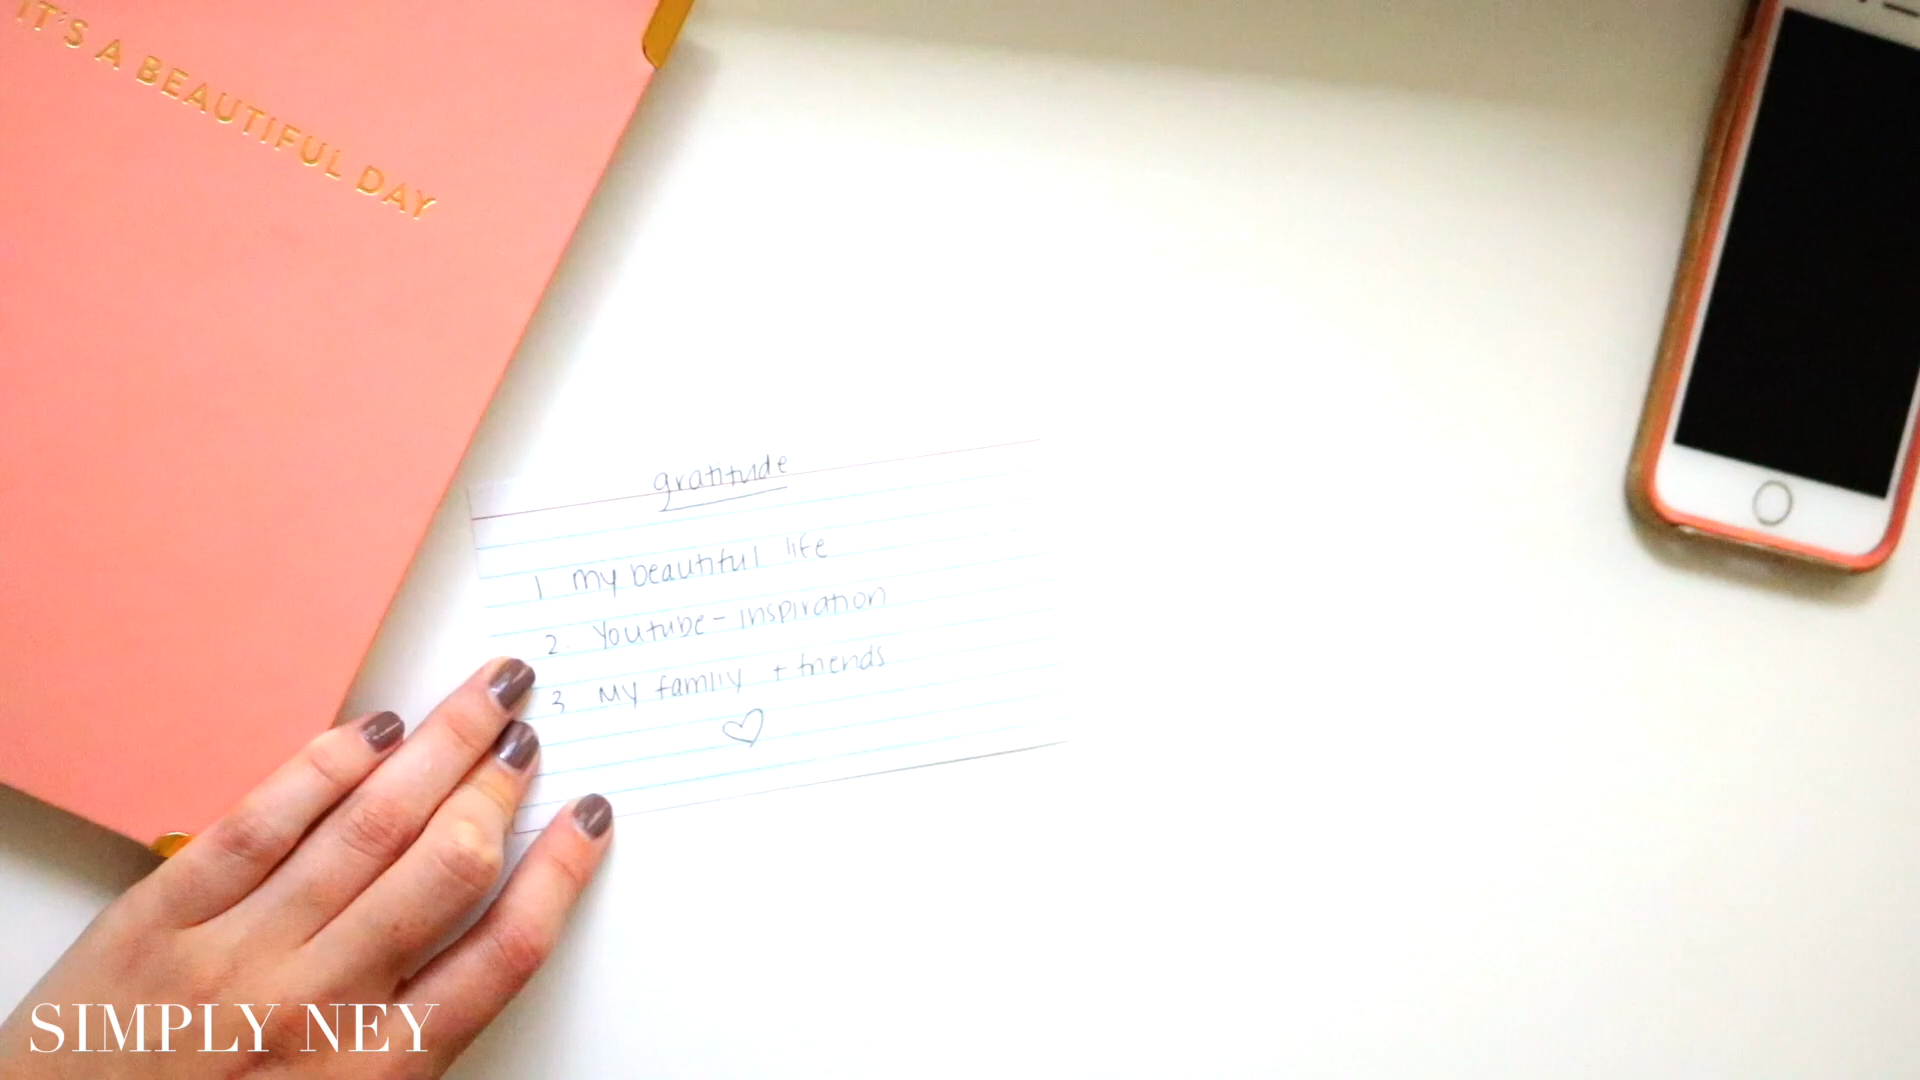 IT'S A BEAUTIFUL DAY
gratitude
1 my beautiful life
2. Youtube - inspiration
3 My family + friends
SIMPLY NEY